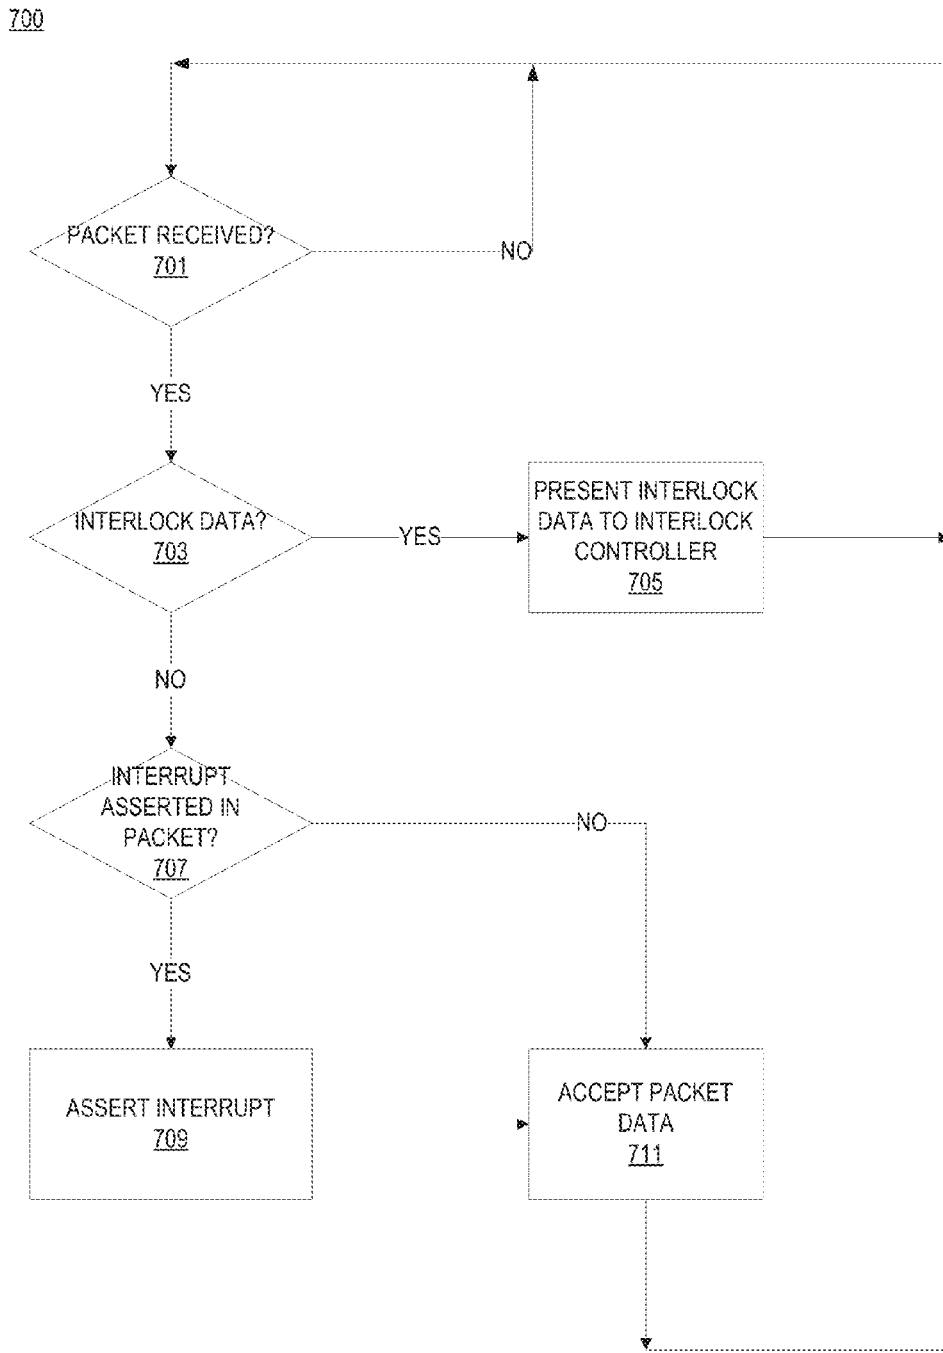 700
PACKET RECEIVED?
701
NO
YES
INTERLOCK DATA?
703
YES
PRESENT INTERLOCK
DATA TO INTERLOCK
CONTROLLER
705
NO
INTERRUPT
ASSERTED IN
PACKET?
707
NO
YES
ASSERT INTERRUPT
709
ACCEPT PACKET
DATA
711